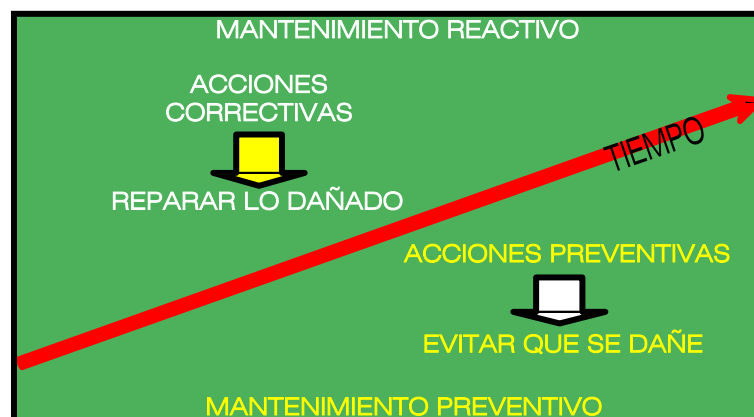 MANTENIMIENTO REACTIVO
ACCIONES
CORRECTIVAS
REPARAR LO DAÑADO
TIEMPO
ACCIONES PREVENTIVAS
EVITAR QUE SE DAÑE
MANTENIMIENTO PREVENTIVO